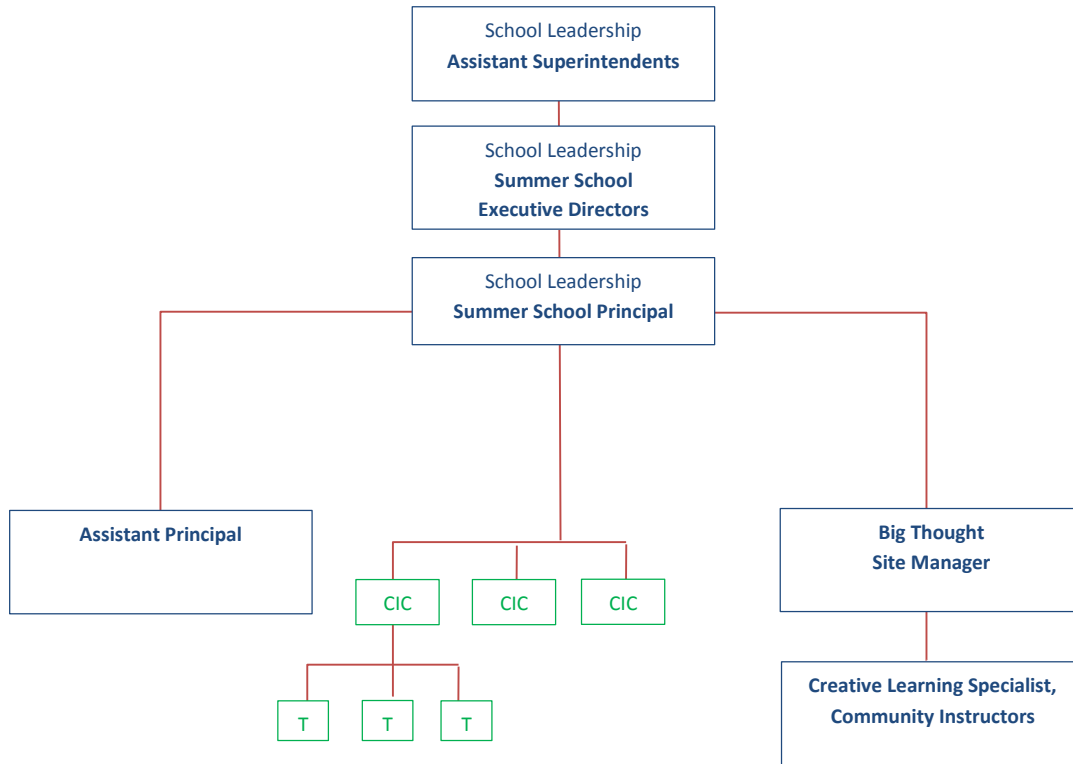 School Leadership
Assistant Superintendents
School Leadership
Summer School
Executive Directors
School Leadership
Summer School Principal
Assistant Principal
Big Thought
Site Manager
CIC
CIC
CIC
Creative Learning Specialist,
Community Instructors
T
T
T